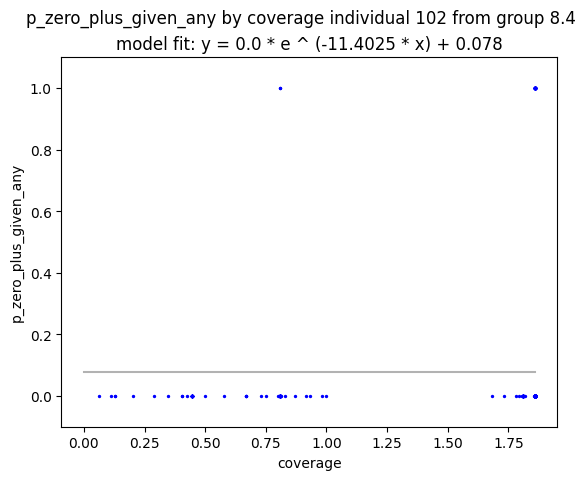 p_zero_plus_given_any by coverage individual 102 from group 8.4
model fit: y = 0.0 * e ^ (-11.4025 * x) + 0.078
1.0
0.8
0.6
0.4
0.2
0.0
p_zero_plus_given_any
0.00 0.25 0.50 0.75 1.00 1.25 1.50 1.75
coverage